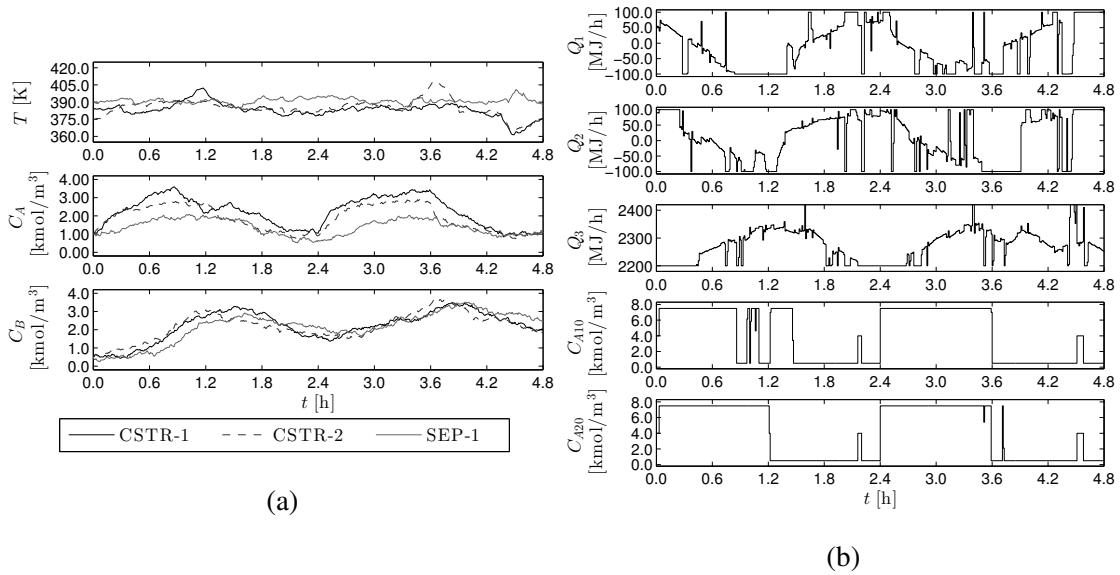 420.0
405.0
390.0
375.0
360.0
T [K]
0.0 0.6 1.2 1.8 2.4 3.0 3.6 4.2 4.8
4.00
3.00
2.00
1.00
0.00
C_A
[kmol/m³]
0.0 0.6 1.2 1.8 2.4 3.0 3.6 4.2 4.8
4.0
3.0
2.0
1.0
0.0
C_B
[kmol/m³]
0.0 0.6 1.2 1.8 2.4 3.0 3.6 4.2 4.8
t [h]
CSTR-1 CSTR-2 SEP-1
(a)
100.0
50.0
0.0
−50.0
−100.0
Q_1
[MJ/h]
0.0 0.6 1.2 1.8 2.4 3.0 3.6 4.2 4.8
100.0
50.0
0.0
−50.0
−100.0
Q_2
[MJ/h]
0.0 0.6 1.2 1.8 2.4 3.0 3.6 4.2 4.8
2400
2300
2200
Q_3
[MJ/h]
0.0 0.6 1.2 1.8 2.4 3.0 3.6 4.2 4.8
8.0
6.0
4.0
2.0
0.0
C_A10
[kmol/m³]
0.0 0.6 1.2 1.8 2.4 3.0 3.6 4.2 4.8
8.0
6.0
4.0
2.0
0.0
C_A20
[kmol/m³]
0.0 0.6 1.2 1.8 2.4 3.0 3.6 4.2 4.8
t [h]
(b)